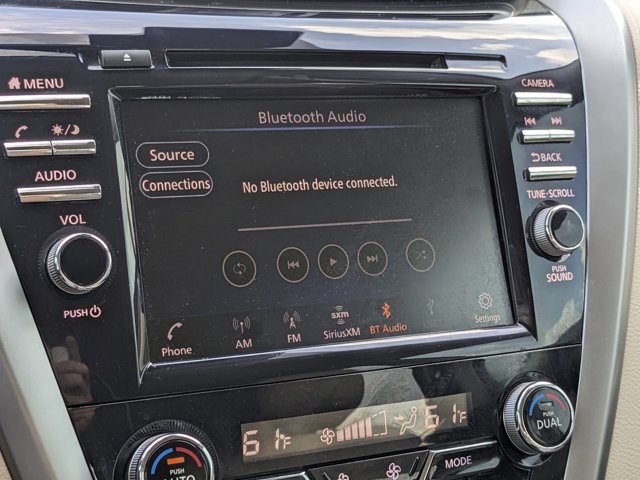 MENU
CAMERA
AUDIO
VOL
PUSH
BACK
TUNE·SCROLL
PUSH
SOUND
Bluetooth Audio
Source
Connections
No Bluetooth device connected.
Phone
AM
FM
sxm
SiriusXM
BT Audio
Settings
61°F
61°F
PUSH
AUTO
MODE
PUSH
DUAL